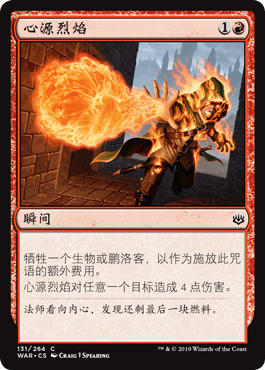 心源烈焰 1
瞬间
牺牲一个生物或鹏洛客，以作为施放此咒
语的额外费用。
心源烈焰对任意一个目标造成 4 点伤害。
法师看向内心，发现还剩最后一块燃料。
131/264 C
WAR • CS CRAIG J SPEARING
™ & © 2019 Wizards of the Coast